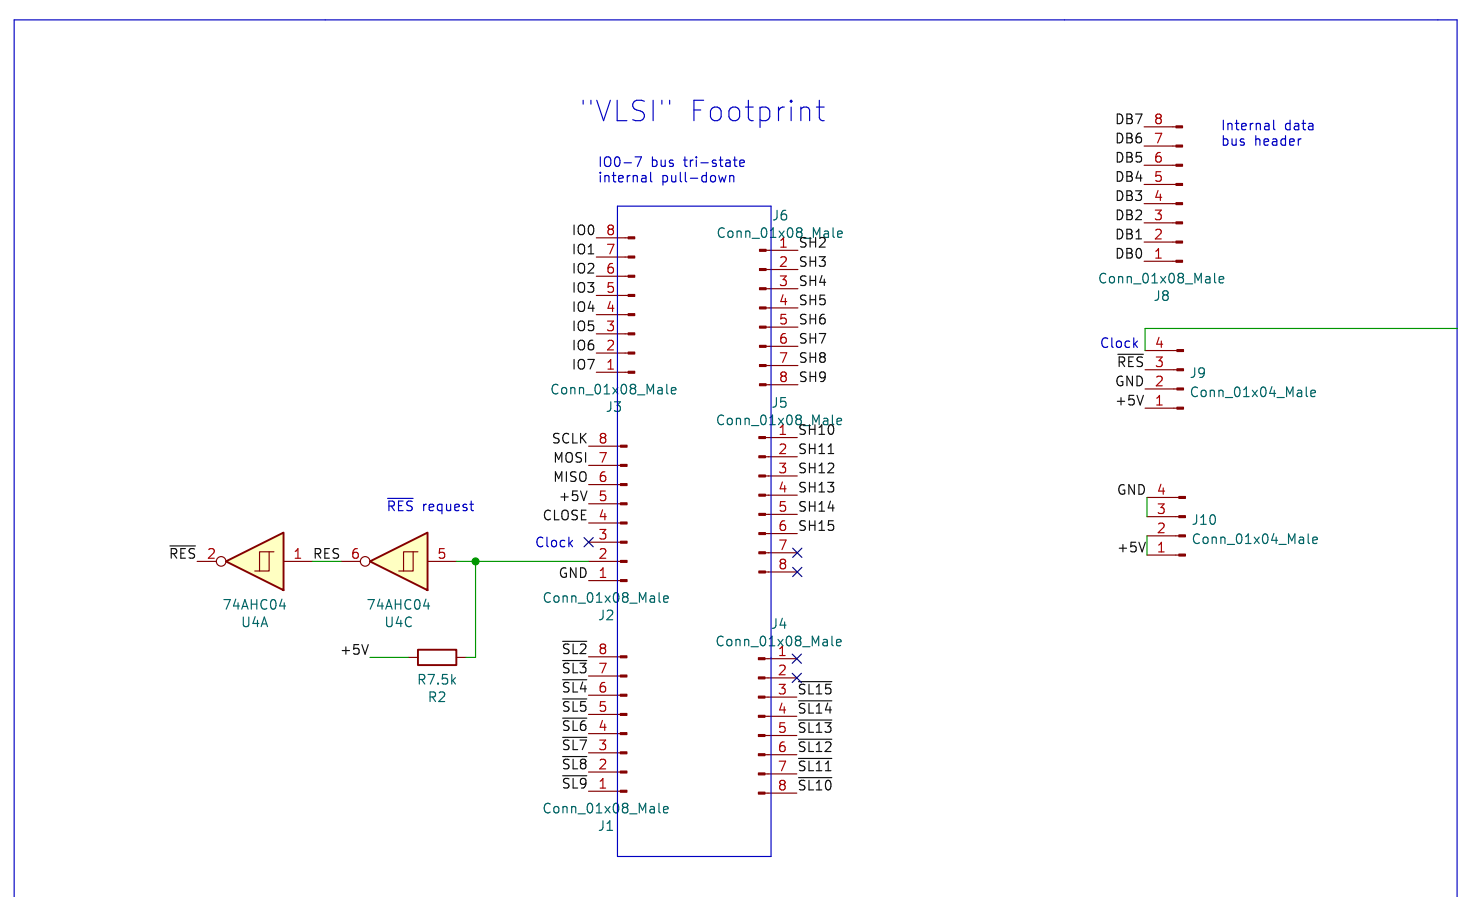 "VLSI" Footprint
IO0-7 bus tri-state
internal pull-down
IO0 8
IO1 7
IO2 6
IO3 5
IO4 4
IO5 3
IO6 2
IO7 1
Conn_01x08_Male
J3
SCLK 8
MOSI 7
MISO 6
+5V 5
CLOSE 4
Clock 3
2
GND 1
Conn_01x08_Male
J2
RES request
RES 2
1 RES 6
5
74AHC04
U4A
74AHC04
U4C
+5V
R7.5k
R2
SL2 8
SL3 7
SL4 6
SL5 5
SL6 4
SL7 3
SL8 2
SL9 1
Conn_01x08_Male
J1
J6
Conn_01x08_Male
1 SH2
2 SH3
3 SH4
4 SH5
5 SH6
6 SH7
7 SH8
8 SH9
J5
Conn_01x08_Male
1 SH10
2 SH11
3 SH12
4 SH13
5 SH14
6 SH15
7
8
J4
Conn_01x08_Male
1
2
3 SL15
4 SL14
5 SL13
6 SL12
7 SL11
8 SL10
DB7 8
DB6 7
DB5 6
DB4 5
DB3 4
DB2 3
DB1 2
DB0 1
Conn_01x08_Male
J8
Internal data
bus header
Clock 4
RES 3
GND 2
+5V 1
J9
Conn_01x04_Male
GND 4
3
2
+5V 1
J10
Conn_01x04_Male